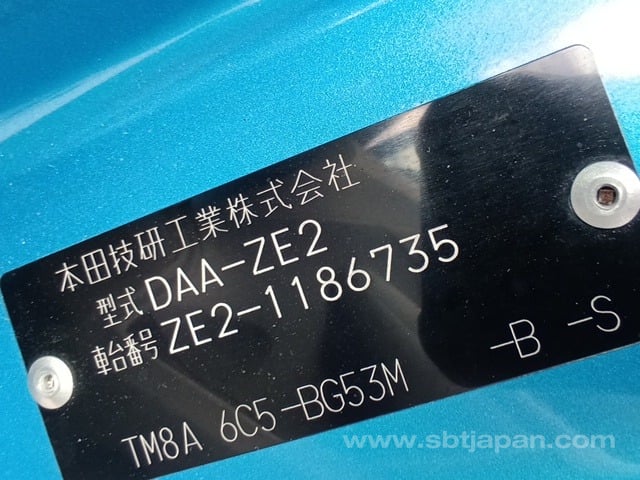 本田技研工業株式会社
型式 DAA-ZE2
車台番号 ZE2-1186735
TM8A 6C5-BG53M -B -S
www.sbtjapan.com